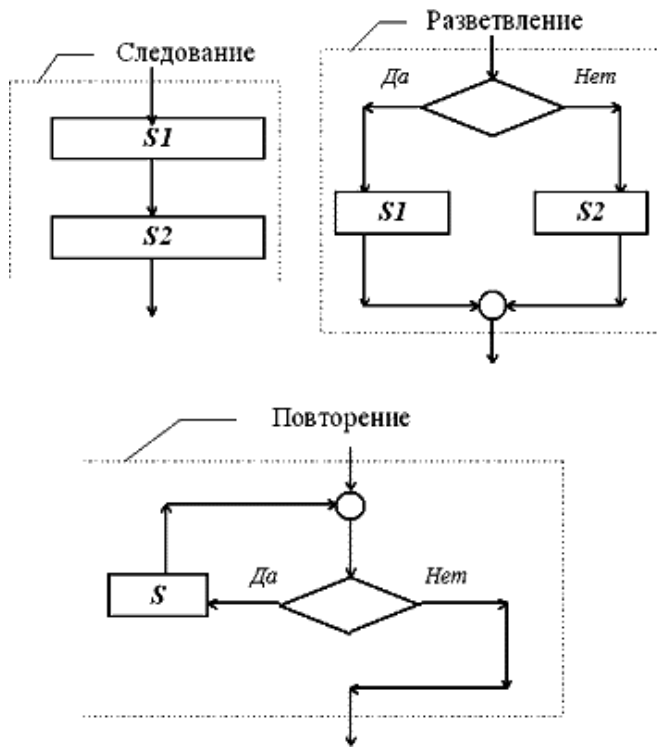 Следование
S1
S2
Разветвление
Да Нет
S1 S2
Повторение
Да Нет
S